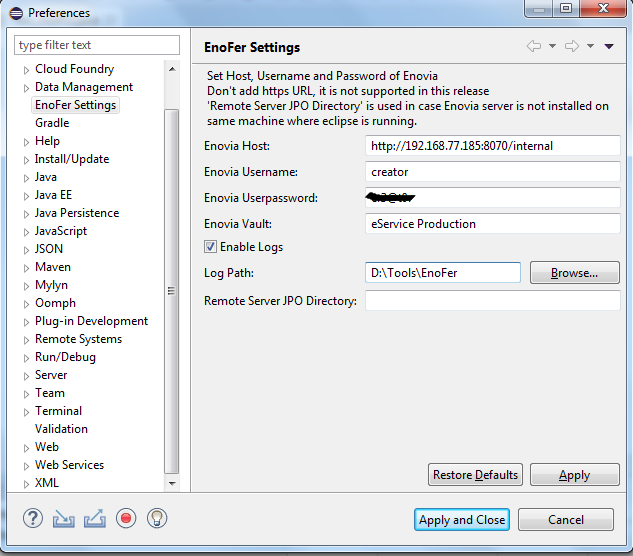 Preferences
type filter text
Cloud Foundry
Data Management
EnoFer Settings
Gradle
Help
Install/Update
Java
Java EE
Java Persistence
JavaScript
JSON
Maven
Mylyn
Oomph
Plug-in Development
Remote Systems
Run/Debug
Server
Team
Terminal
Validation
Web
Web Services
XML
EnoFer Settings
Set Host, Username and Password of Enovia
Don't add https URL, it is not supported in this release
'Remote Server JPO Directory' is used in case Enovia server is not installed on
same machine where eclipse is running.
Enovia Host: http://192.168.77.185:8070/internal
Enovia Username: creator
Enovia Userpassword:
Enovia Vault: eService Production
Enable Logs
Log Path: D:\Tools\EnoFer Browse...
Remote Server JPO Directory:
Restore Defaults Apply
Apply and Close Cancel